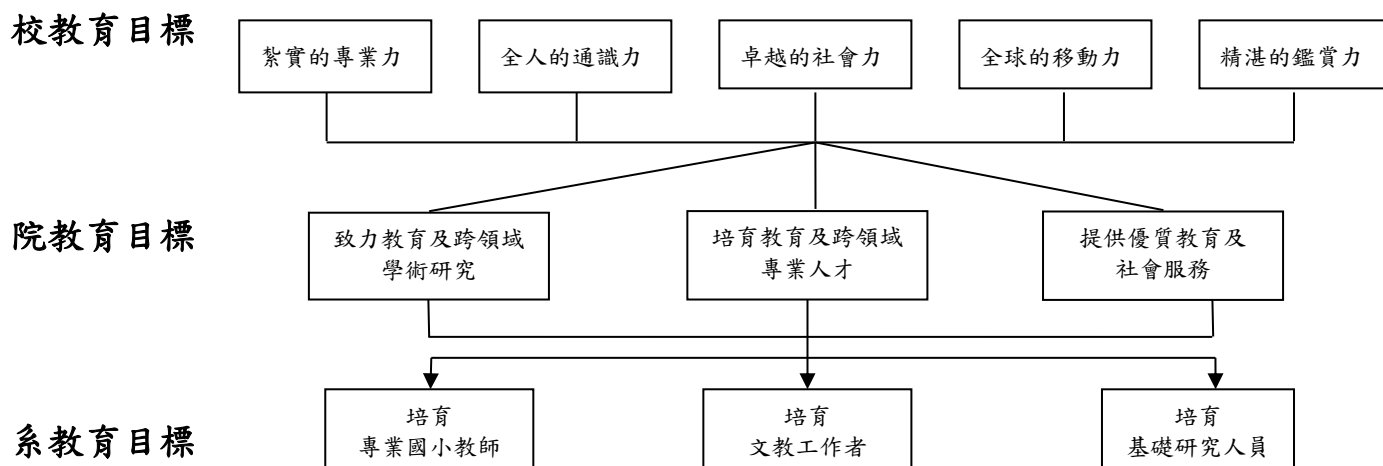 校教育目標
紮實的專業力
全人的通識力
卓越的社會力
全球的移動力
精湛的鑑賞力
院教育目標
致力教育及跨領域
學術研究
培育教育及跨領域
專業人才
提供優質教育及
社會服務
系教育目標
培育
專業國小教師
培育
文教工作者
培育
基礎研究人員